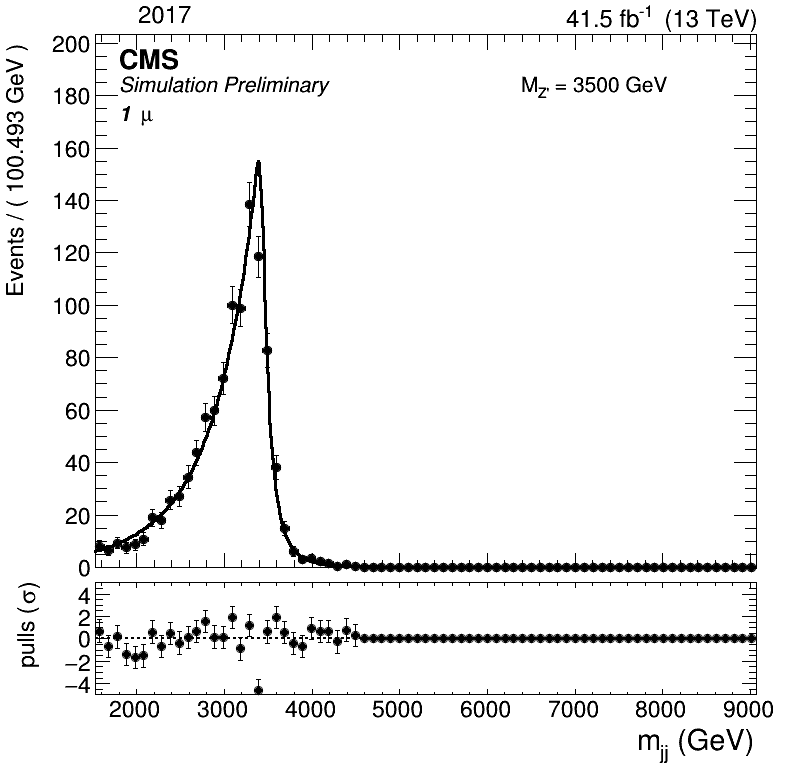 2017
41.5 fb⁻¹ (13 TeV)
CMS
Simulation Preliminary
1 μ
M_Z' = 3500 GeV
Events / ( 100.493 GeV )
200
180
160
140
120
100
80
60
40
20
0
pulls (σ)
4
2
0
−2
−4
2000 3000 4000 5000 6000 7000 8000 9000
m_jj (GeV)